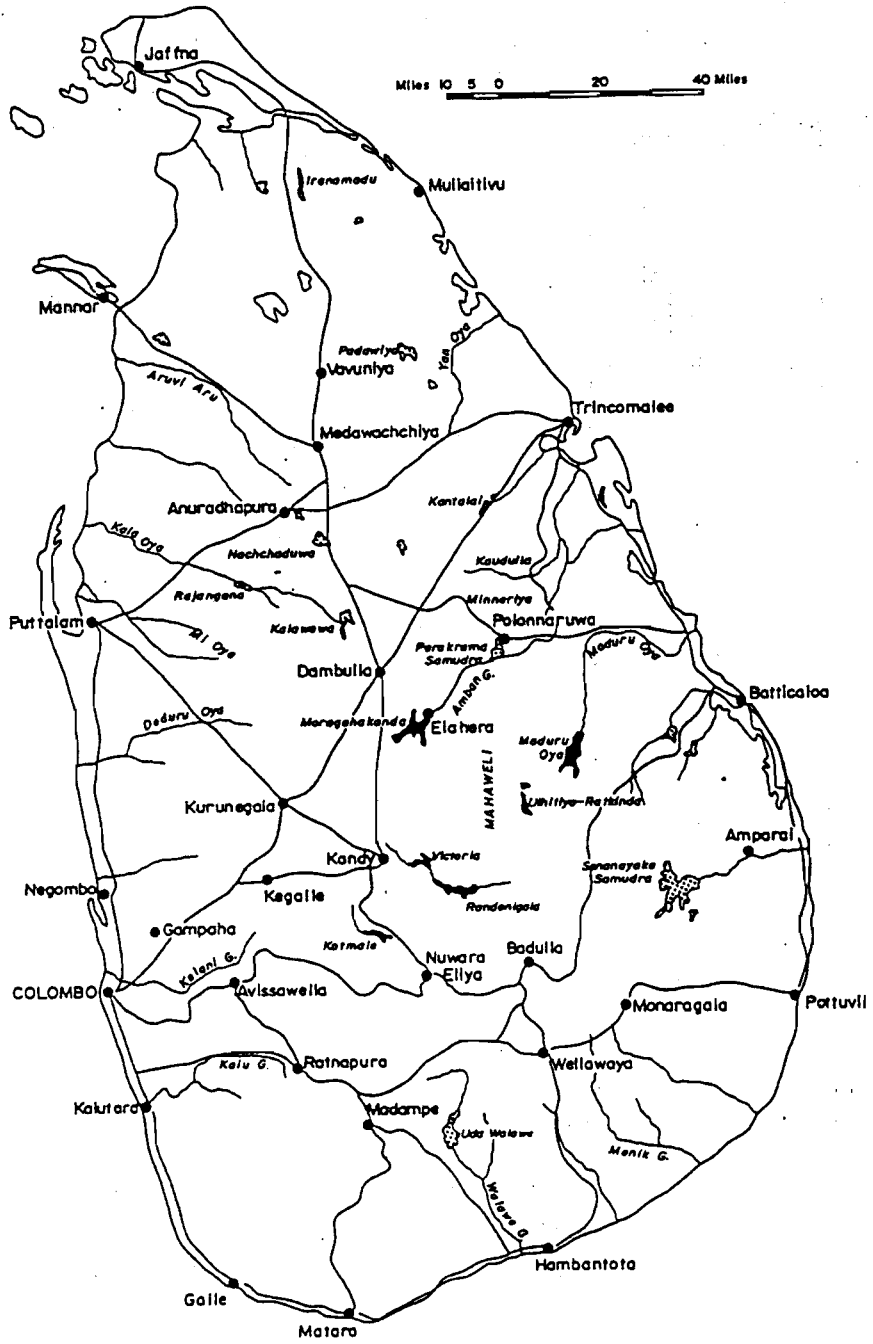 Jaffna
Miles 10 5 0 20 40 Miles
Iranamadu
Mullaitivu
Mannar
Padawiya
Yan Oya
Vavuniya
Aruvi Aru
Trincomalee
Medawachchiya
Kantalai
Anuradhapura
Kala Oya
Nachchaduwa
Kaudulla
Rajangana
Minneriya
Puttalam
Kalawewa
Polonnaruwa
Mi Oya
Parakrama
Samudra
Maduru Oya
Dambulla
Amban G.
Batticaloa
Deduru Oya
Moragahakanda
Elahera
Maduru
Oya
MAHAWELI
Ulhitiya-Ratkinda
Kurunegala
Amparai
Kandy
Victoria
Senanayake
Samudra
Negombo
Kegalle
Randenigala
Gampaha
Kotmale
Badulla
Nuwara
Eliya
Kelani G.
COLOMBO
Avissawella
Monaragala
Pottuvil
Ratnapura
Wellawaya
Kalu G.
Kalutara
Madampe
Uda Walawe
Menik G.
Walawe G.
Hambantota
Galle
Matara